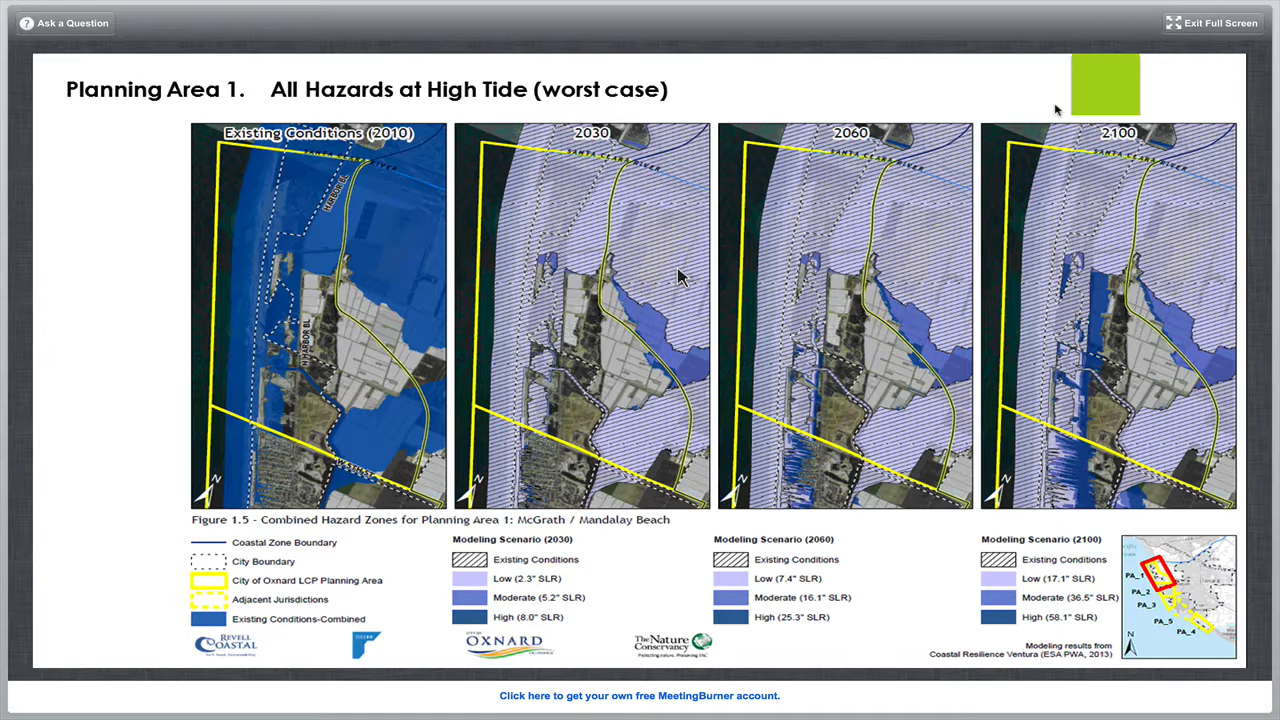 Ask a Question
Exit Full Screen
Planning Area 1. All Hazards at High Tide (worst case)
Existing Conditions (2010)
2030
2060
2100
SANTA CLARA RIVER
SANTA CLARA RIVER
SANTA CLARA RIVER
SANTA CLARA RIVER
HARBOR BL
N HARBOR BL
N
N
N
N
Figure 1.5 - Combined Hazard Zones for Planning Area 1: McGrath / Mandalay Beach
Coastal Zone Boundary
City Boundary
City of Oxnard LCP Planning Area
Adjacent Jurisdictions
Existing Conditions-Combined
Modeling Scenario (2030)
Existing Conditions
Low (2.3" SLR)
Moderate (5.2" SLR)
High (8.0" SLR)
Modeling Scenario (2060)
Existing Conditions
Low (7.4" SLR)
Moderate (16.1" SLR)
High (25.3" SLR)
Modeling Scenario (2100)
Existing Conditions
Low (17.1" SLR)
Moderate (36.5" SLR)
High (58.1" SLR)
PA_1
PA_2
PA_3
PA_5
PA_4
N
REVELL
COASTAL
OXNARD
The Nature
Conservancy
Protecting nature. Preserving life.
Modeling results from
Coastal Resilience Ventura (ESA PWA, 2013)
Click here to get your own free MeetingBurner account.